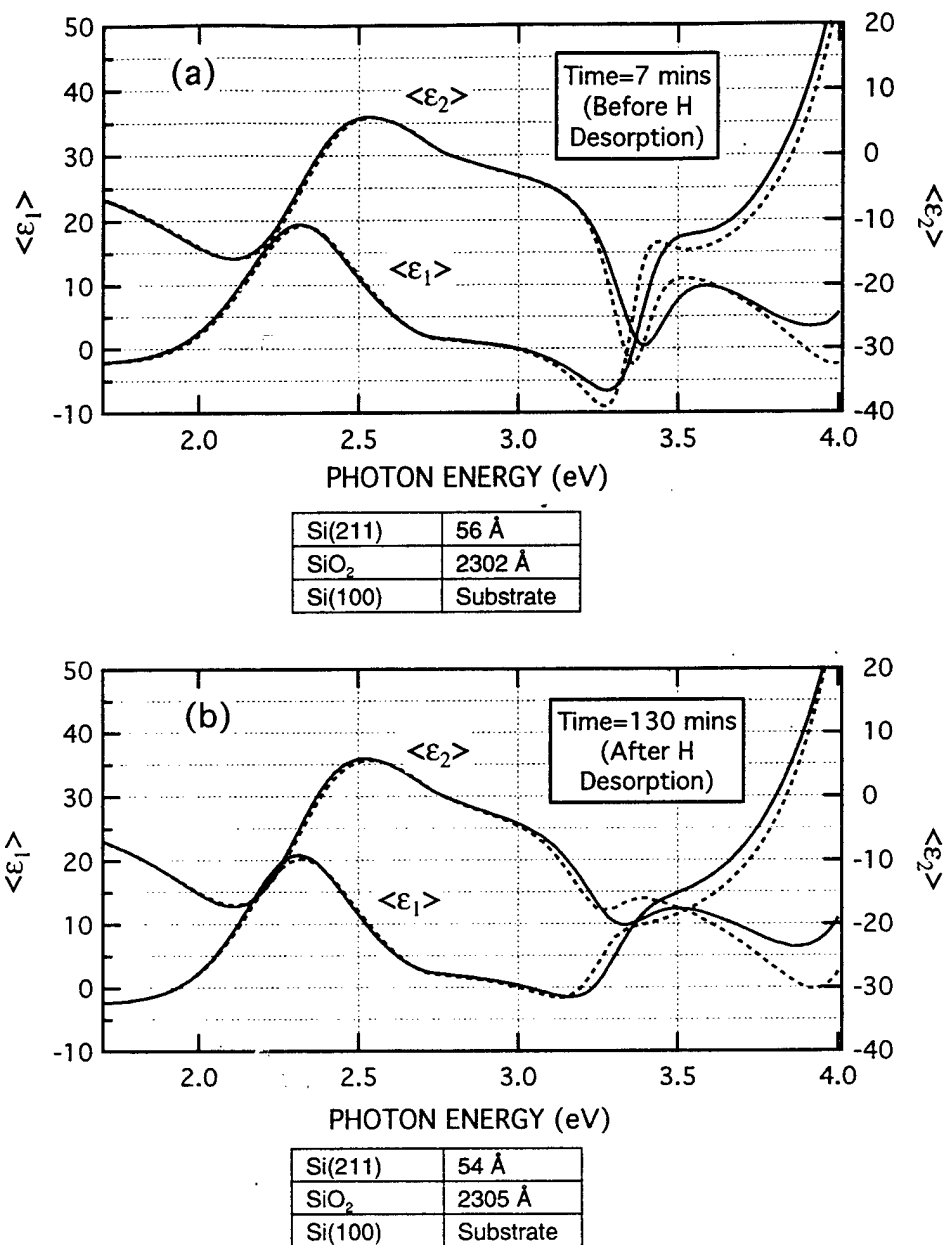 50
40
30
20
10
0
-10
20
10
0
-10
-20
-30
-40
(a)
Time=7 mins
(Before H
Desorption)
<ε₂>
<ε₁>
<ε₁>
<ε₂>
2.0 2.5 3.0 3.5 4.0
PHOTON ENERGY (eV)
Si(211) 56 Å
SiO₂ 2302 Å
Si(100) Substrate
50
40
30
20
10
0
-10
20
10
0
-10
-20
-30
-40
(b)
Time=130 mins
(After H
Desorption)
<ε₂>
<ε₁>
<ε₁>
<ε₂>
2.0 2.5 3.0 3.5 4.0
PHOTON ENERGY (eV)
Si(211) 54 Å
SiO₂ 2305 Å
Si(100) Substrate